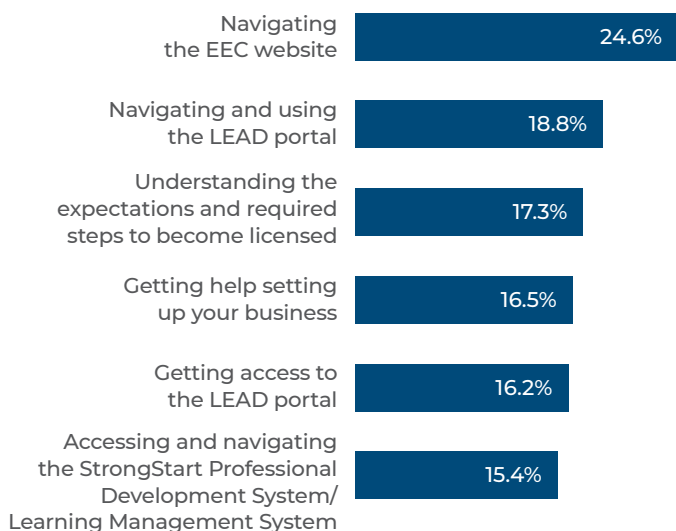 Navigating
the EEC website
24.6%
Navigating and using
the LEAD portal
18.8%
Understanding the
expectations and required
steps to become licensed
17.3%
Getting help setting
up your business
16.5%
Getting access to
the LEAD portal
16.2%
Accessing and navigating
the StrongStart Professional
Development System/
Learning Management System
15.4%